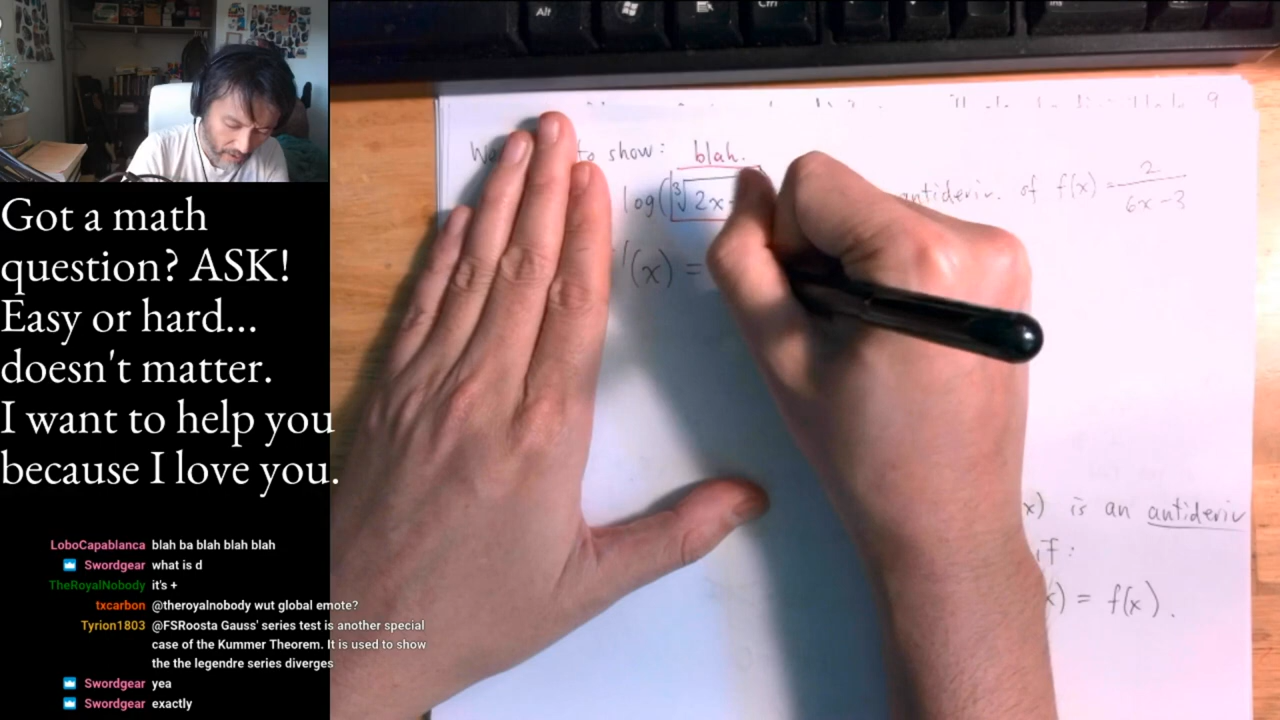 Got a math
question? ASK!
Easy or hard...
doesn't matter.
I want to help you
because I love you.
LoboCapablanca blah ba blah blah blah
Swordgear what is d
TheRoyalNobody it's +
txcarbon @theroyalnobody wut global emote?
Tyrion1803 @FSRoosta Gauss' series test is another special
case of the Kummer Theorem. It is used to show
the the legendre series diverges
Swordgear yea
Swordgear exactly
Alt
Ctrl
Ins
to show: blah.
log(∛2x
antideriv. of f(x) = 2/(6x-3)
'(x) =
x) is an antideriv
if:
x) = f(x).